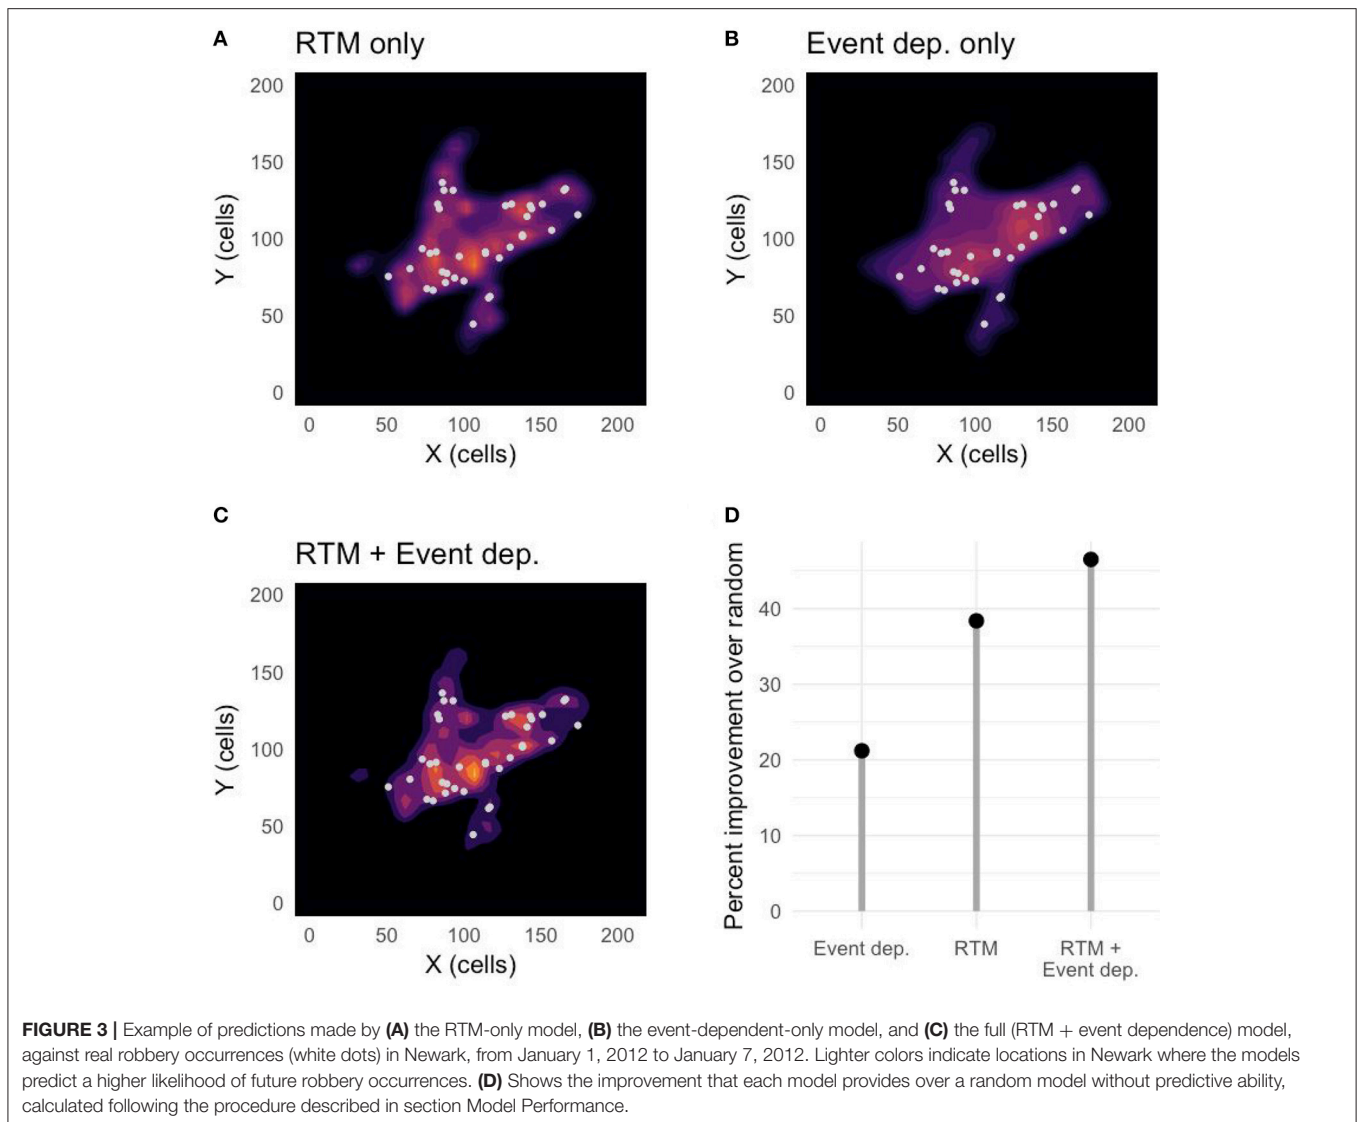 A
RTM only
200
150
100
50
0
Y (cells)
0 50 100 150 200
X (cells)
B
Event dep. only
200
150
100
50
0
Y (cells)
0 50 100 150 200
X (cells)
C
RTM + Event dep.
200
150
100
50
0
Y (cells)
0 50 100 150 200
X (cells)
D
Percent improvement over random
40
30
20
10
0
Event dep.
RTM
RTM +
Event dep.
FIGURE 3 | Example of predictions made by (A) the RTM-only model, (B) the event-dependent-only model, and (C) the full (RTM + event dependence) model,
against real robbery occurrences (white dots) in Newark, from January 1, 2012 to January 7, 2012. Lighter colors indicate locations in Newark where the models
predict a higher likelihood of future robbery occurrences. (D) Shows the improvement that each model provides over a random model without predictive ability,
calculated following the procedure described in section Model Performance.